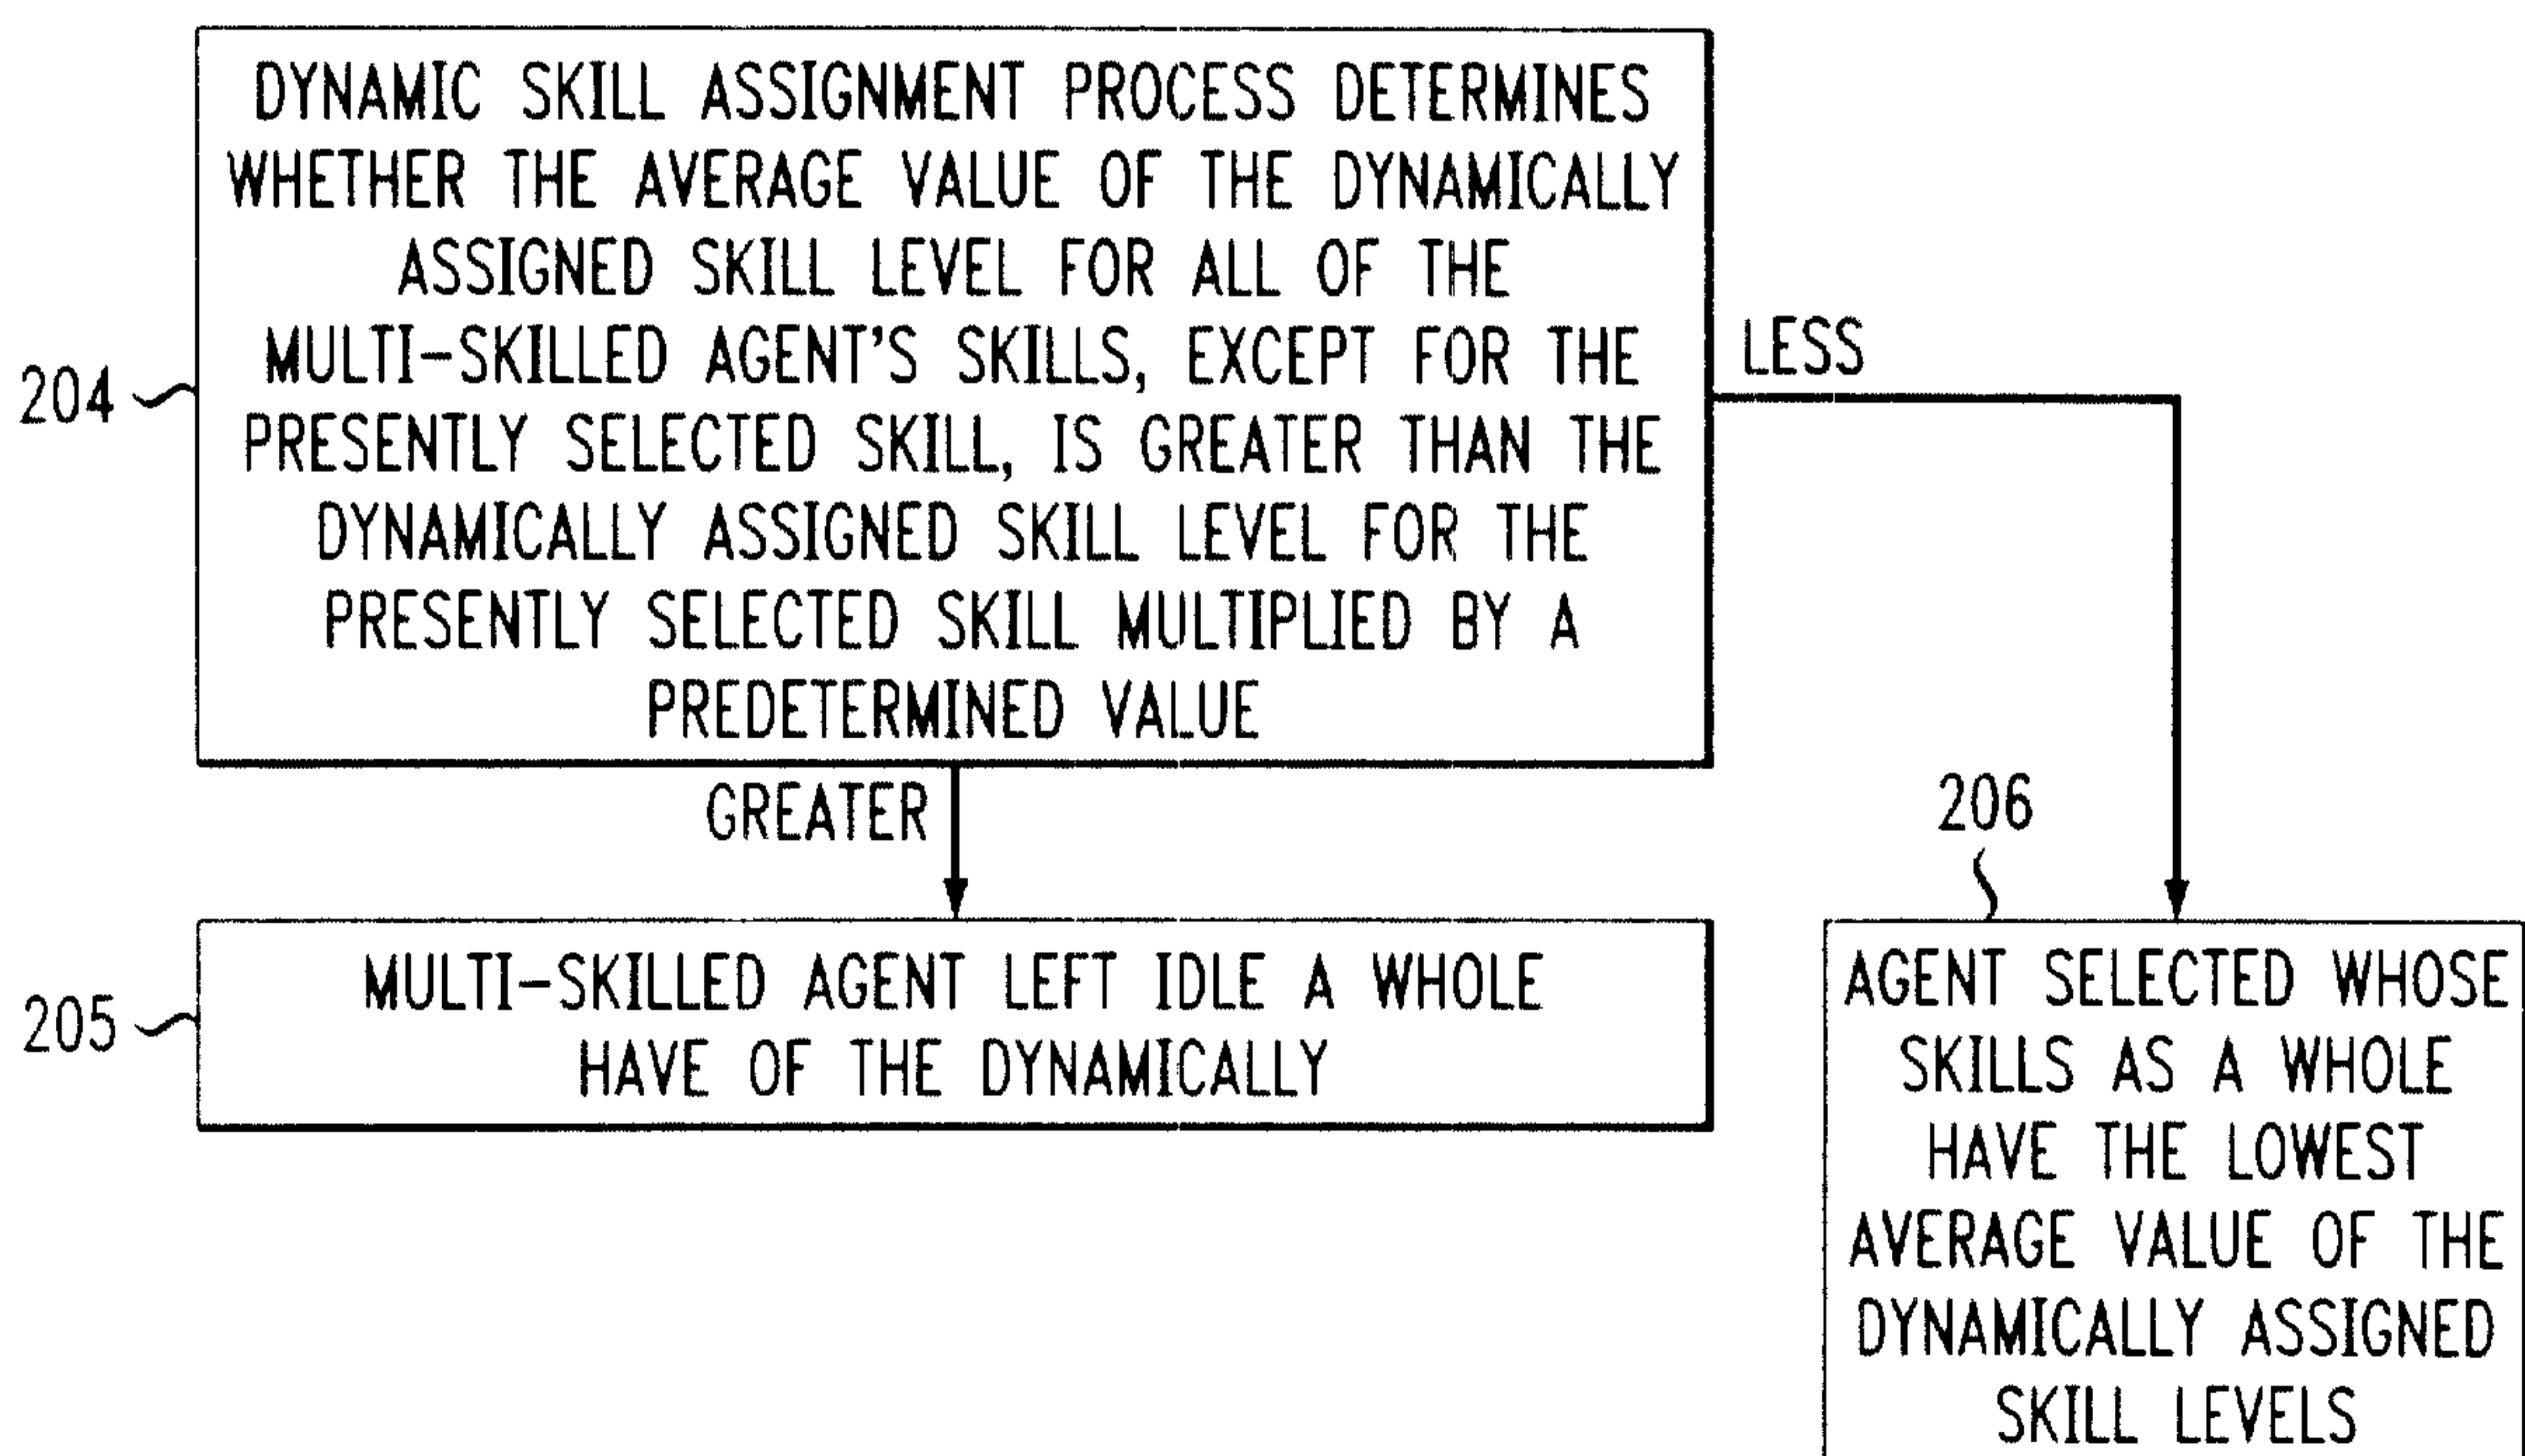 DYNAMIC SKILL ASSIGNMENT PROCESS DETERMINES
WHETHER THE AVERAGE VALUE OF THE DYNAMICALLY
ASSIGNED SKILL LEVEL FOR ALL OF THE
MULTI-SKILLED AGENT'S SKILLS, EXCEPT FOR THE
PRESENTLY SELECTED SKILL, IS GREATER THAN THE
DYNAMICALLY ASSIGNED SKILL LEVEL FOR THE
PRESENTLY SELECTED SKILL MULTIPLIED BY A
PREDETERMINED VALUE
204
LESS
GREATER
206
205
MULTI-SKILLED AGENT LEFT IDLE A WHOLE
HAVE OF THE DYNAMICALLY
AGENT SELECTED WHOSE
SKILLS AS A WHOLE
HAVE THE LOWEST
AVERAGE VALUE OF THE
DYNAMICALLY ASSIGNED
SKILL LEVELS